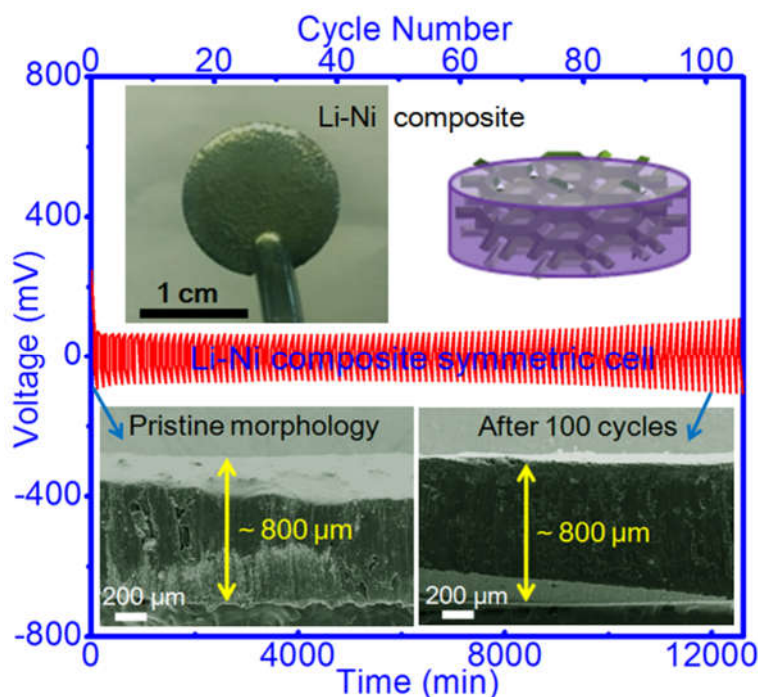 Cycle Number
0 20 40 60 80 100
800
400
0
-400
-800
Voltage (mV)
Li-Ni composite
1 cm
Li-Ni composite symmetric cell
Pristine morphology
~ 800 µm
200 µm
After 100 cycles
~ 800 µm
200 µm
0 4000 8000 12000
Time (min)